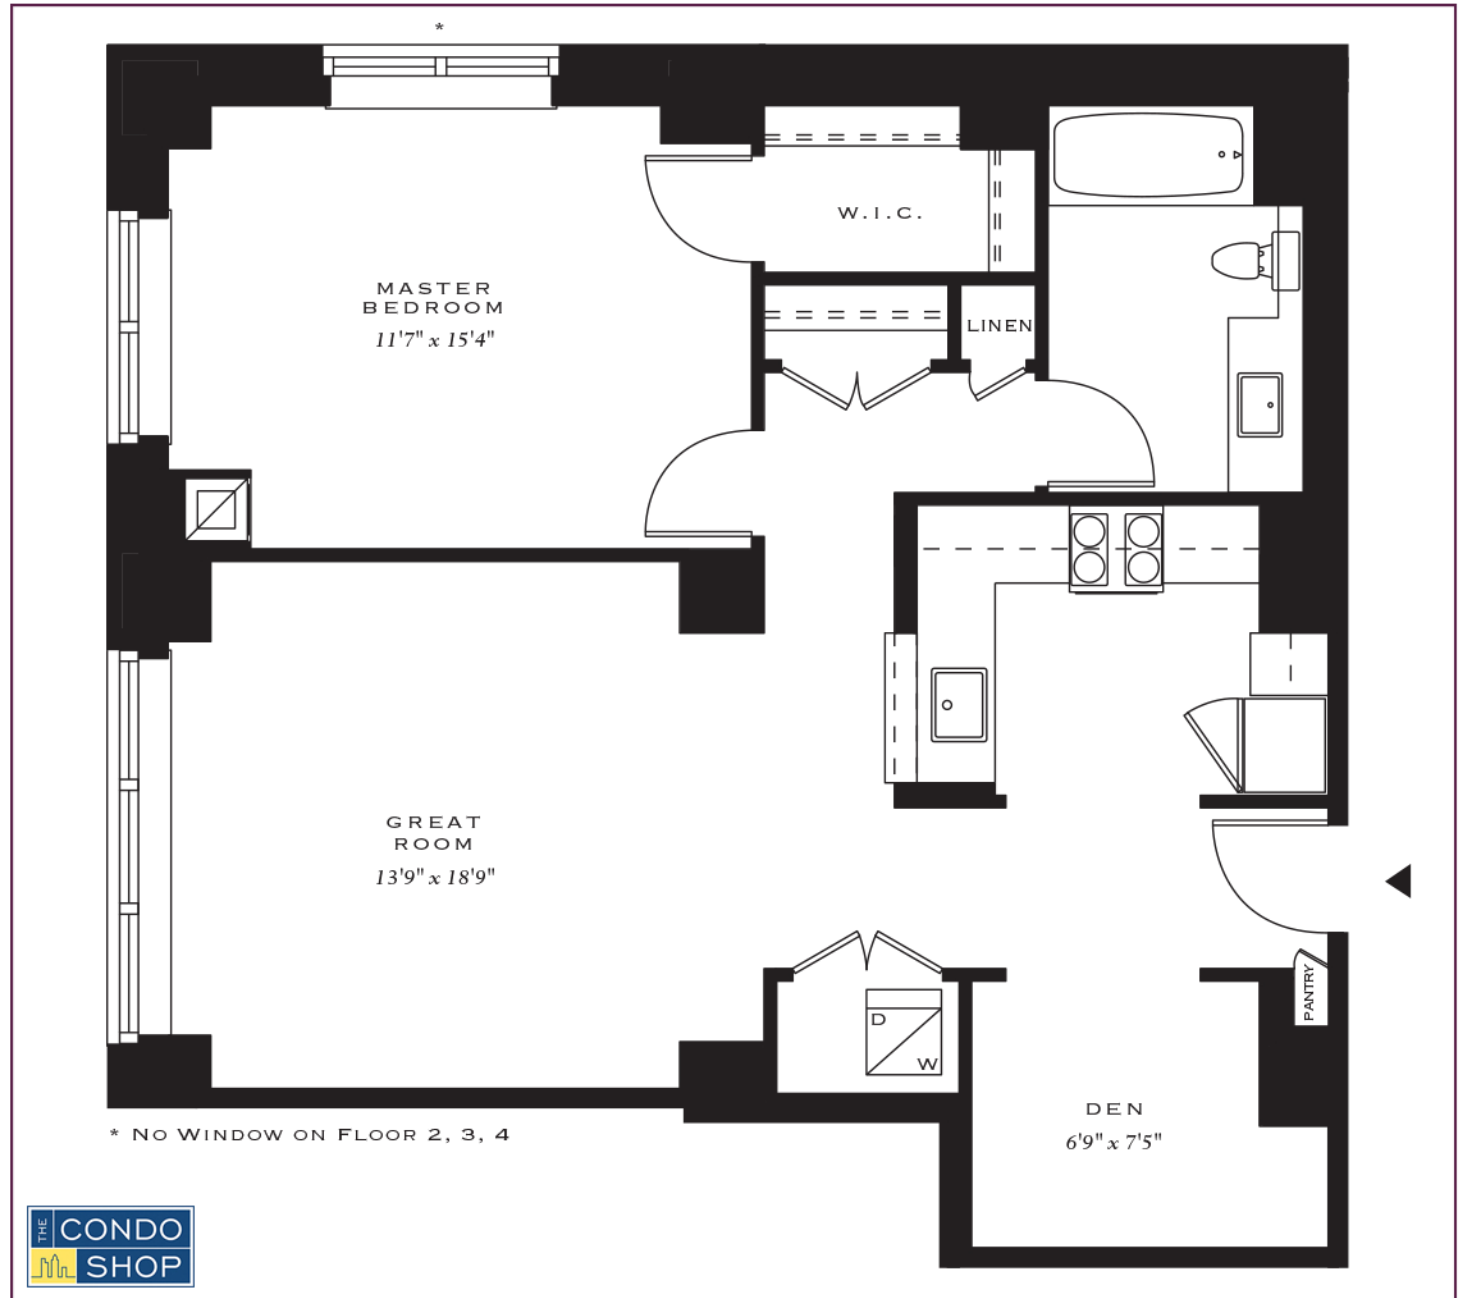 *
W.I.C.
MASTER
BEDROOM
11'7" x 15'4"
LINEN
GREAT
ROOM
13'9" x 18'9"
PANTRY
D
W
DEN
6'9" x 7'5"
* No Window on Floor 2, 3, 4
THE
CONDO
SHOP